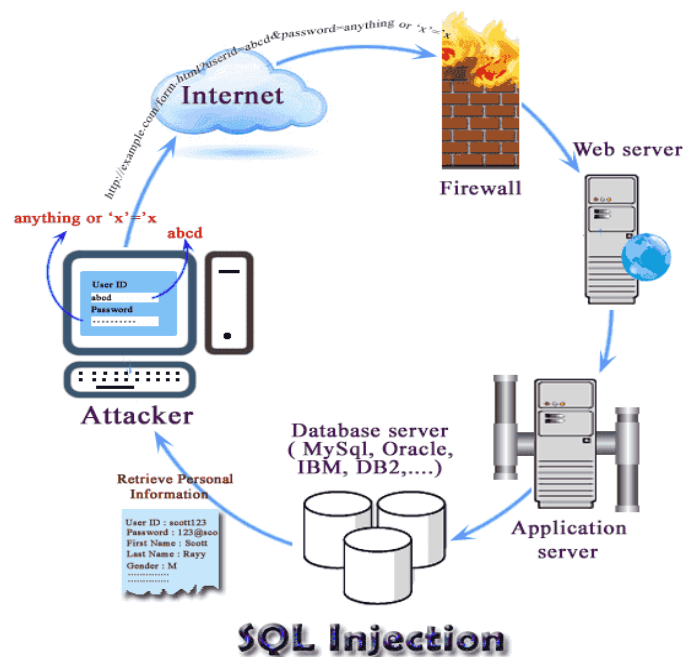 http://example.com/form.html?userid=abcd&password=anything or ‘x’=’x
Internet
Firewall
Web server
anything or ‘x’=’x
abcd
User ID
abcd
Password
----------
Attacker
Database server
( MySql, Oracle,
IBM, DB2,....)
Application
server
Retrieve Personal
Information
User ID : scott123
Password : 123@sco
First Name : Scott
Last Name : Rayy
Gender : M
--------------
--------------
SQL Injection